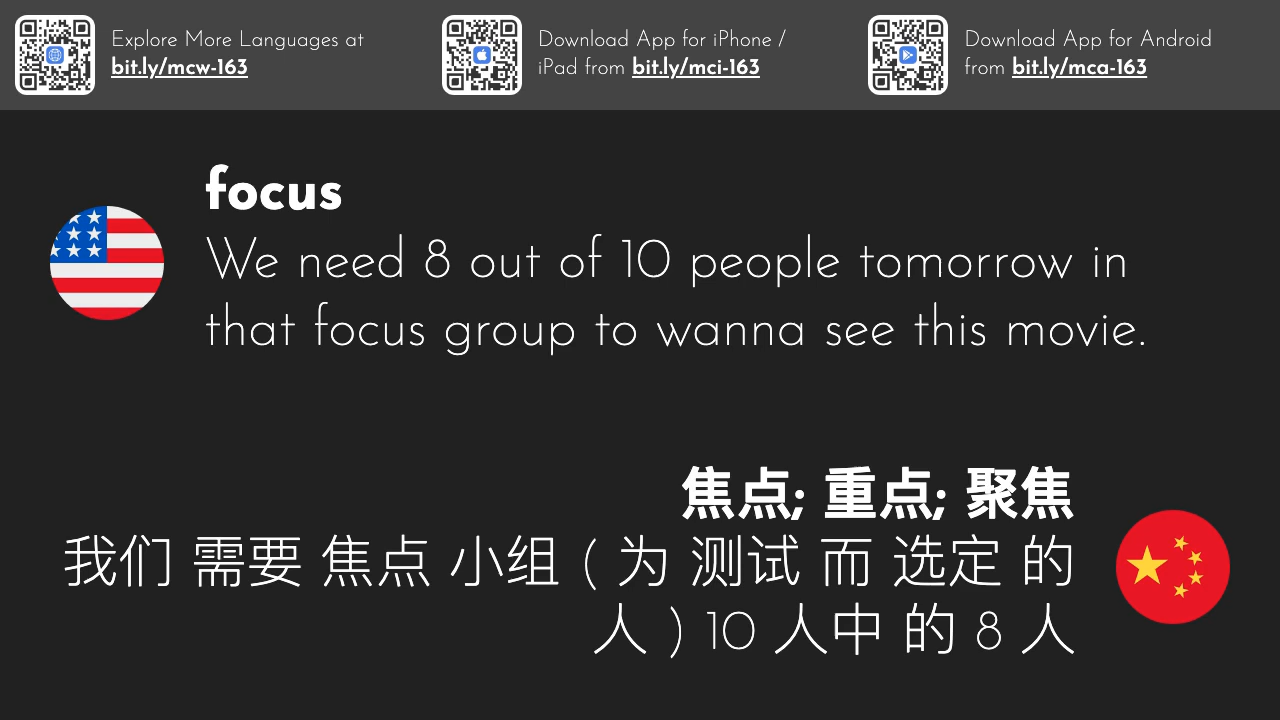 Explore More Languages at
bit.ly/mcw-163
Download App for iPhone /
iPad from bit.ly/mci-163
Download App for Android
from bit.ly/mca-163
focus
We need 8 out of 10 people tomorrow in
that focus group to wanna see this movie.
焦点; 重点; 聚焦
我们 需要 焦点 小组 ( 为 测试 而 选定 的
人 ) 10 人中 的 8 人